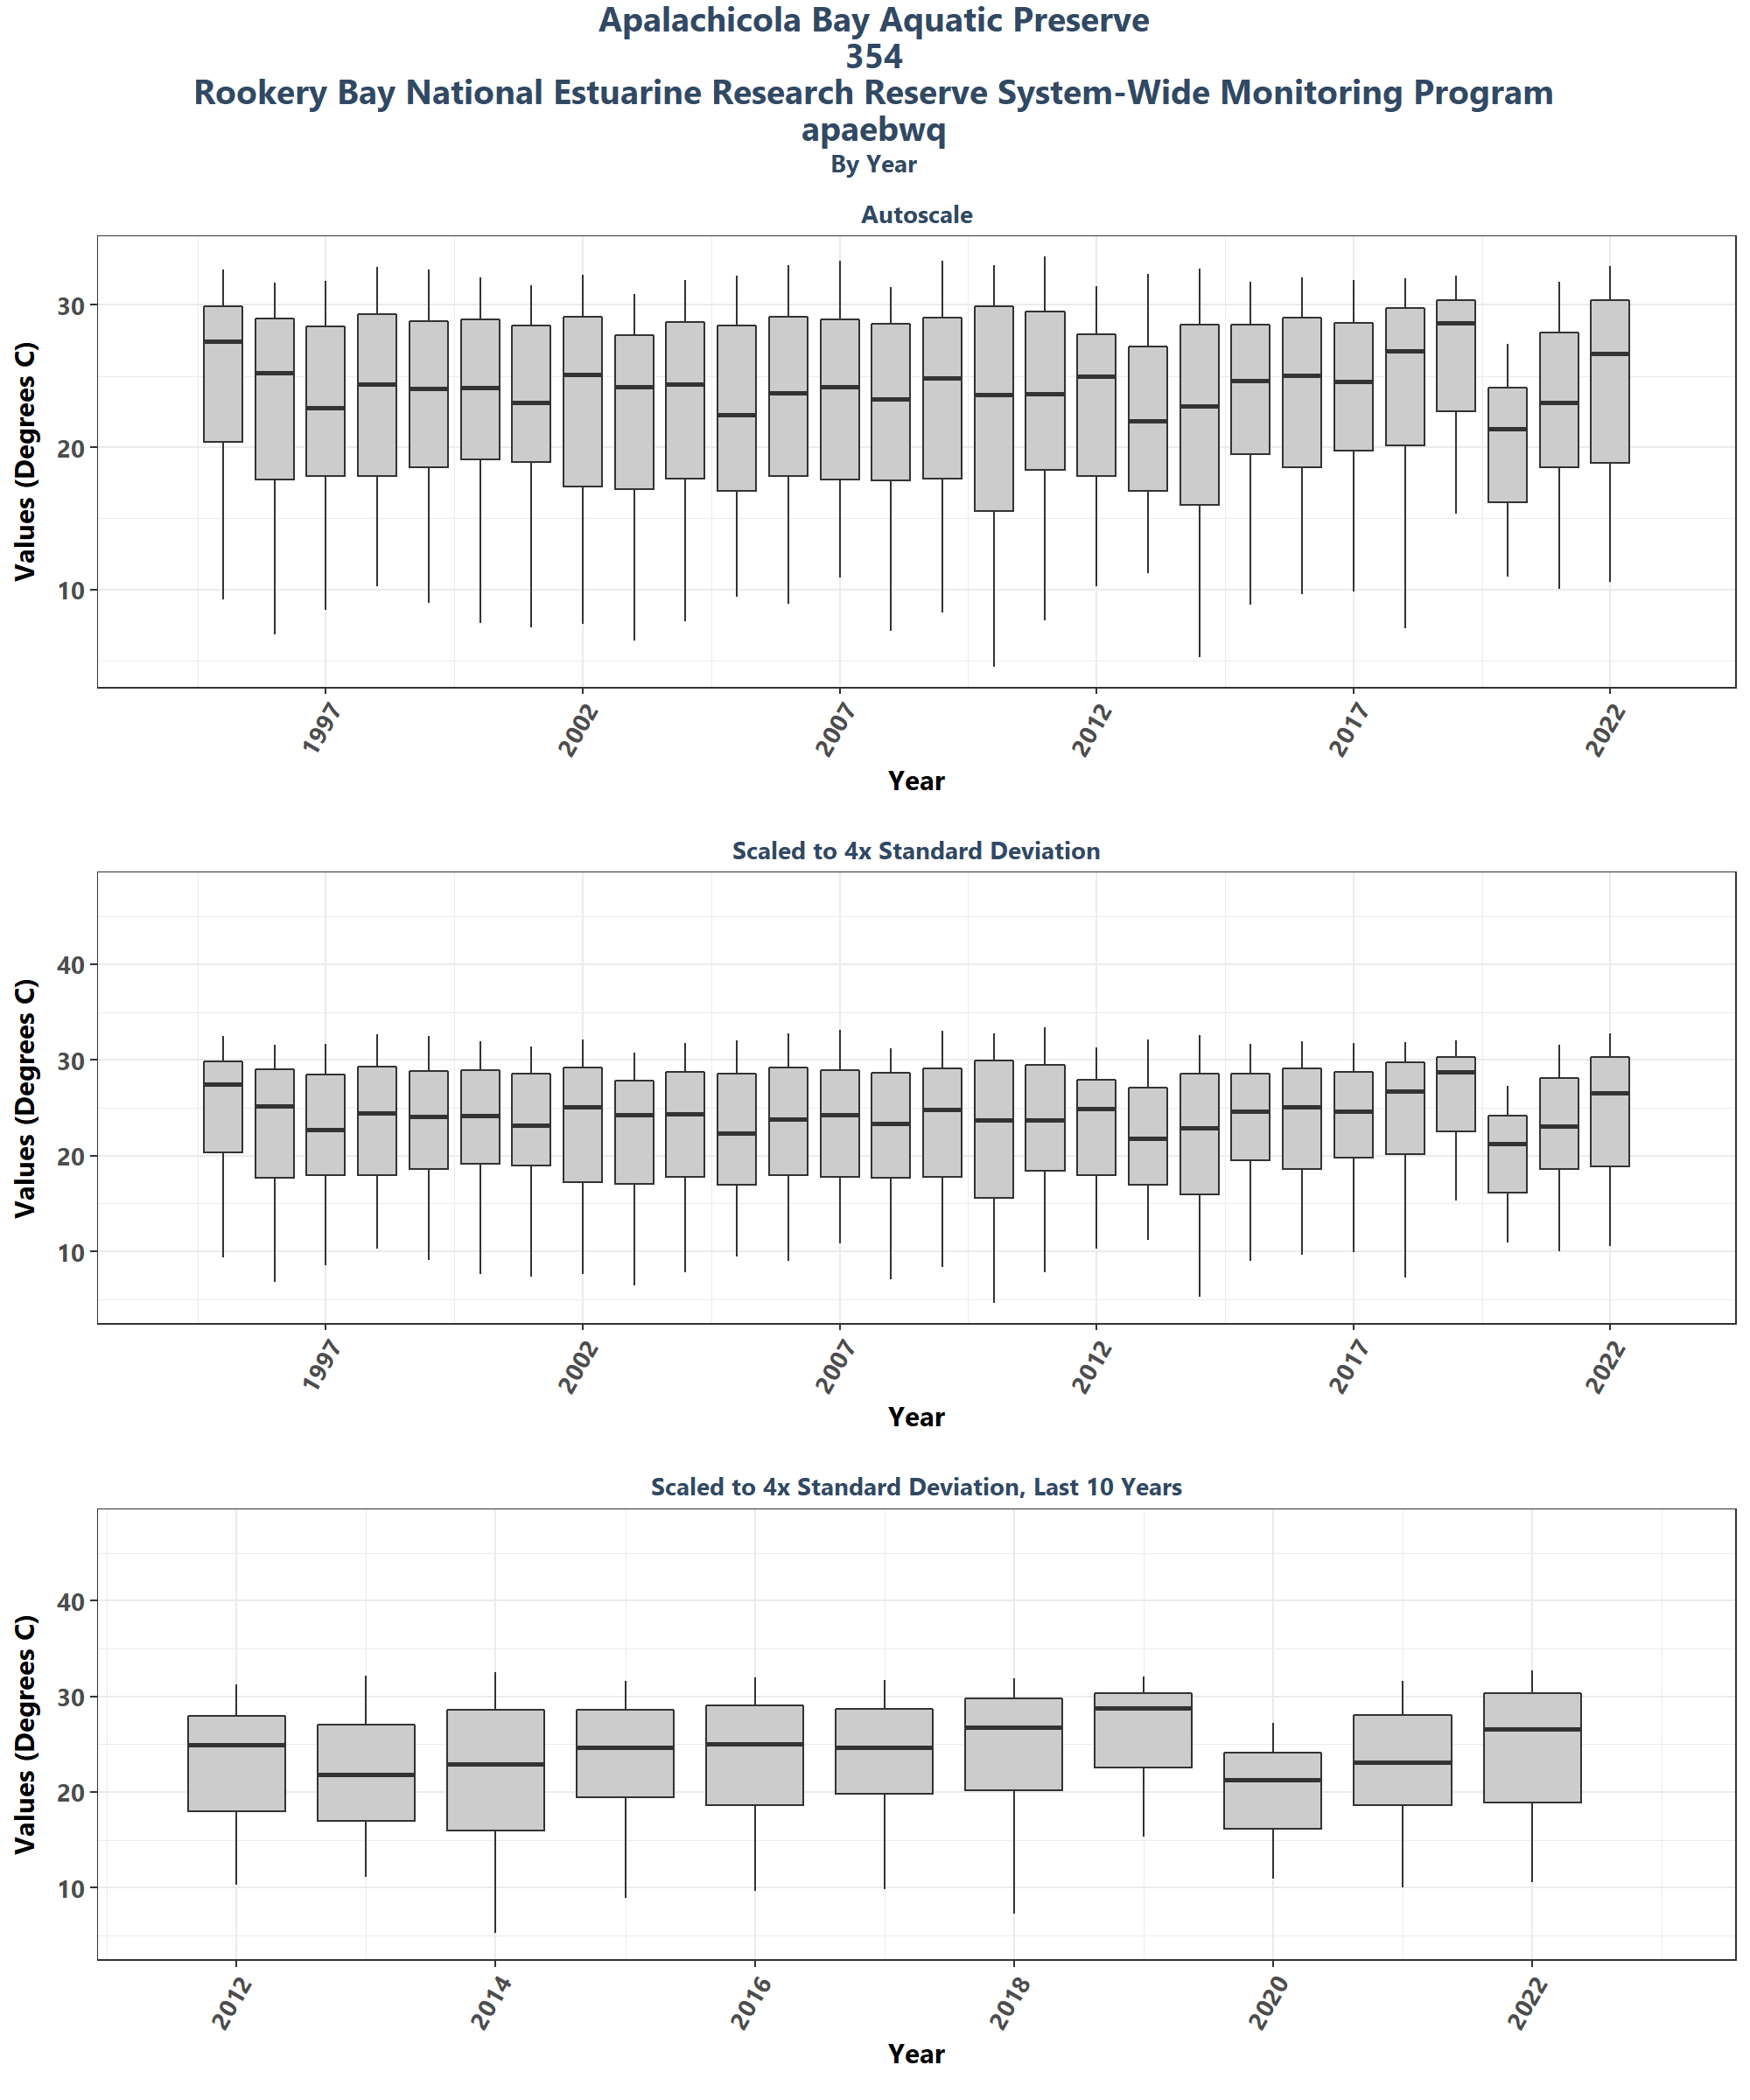 Apalachicola Bay Aquatic Preserve
354
Rookery Bay National Estuarine Research Reserve System-Wide Monitoring Program
apaebwq
By Year
Autoscale
Values (Degrees C)
30
20
10
1997
2002
2007
2012
2017
2022
Year
Scaled to 4x Standard Deviation
Values (Degrees C)
40
30
20
10
1997
2002
2007
2012
2017
2022
Year
Scaled to 4x Standard Deviation, Last 10 Years
Values (Degrees C)
40
30
20
10
2012
2014
2016
2018
2020
2022
Year